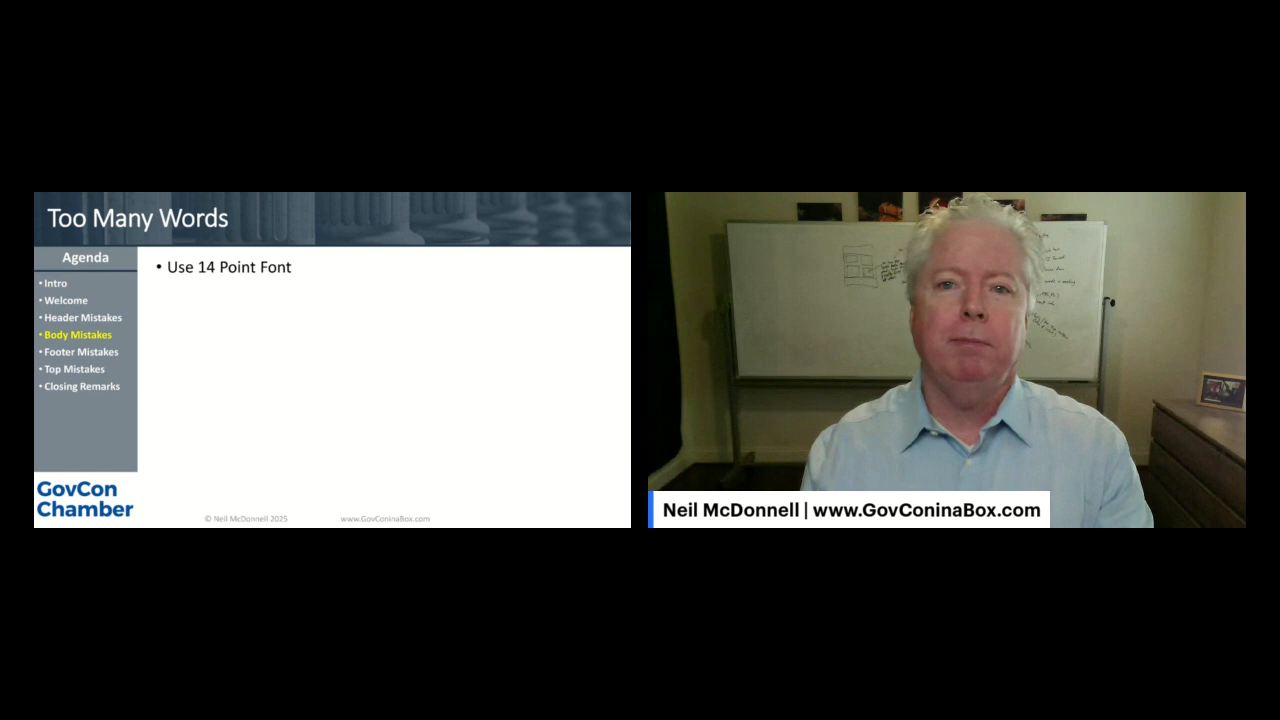 Too Many Words
Agenda
• Intro
• Welcome
• Header Mistakes
• Body Mistakes
• Footer Mistakes
• Top Mistakes
• Closing Remarks
• Use 14 Point Font
GovCon
Chamber
© Neil McDonnell 2025
www.GovConinaBox.com
Neil McDonnell | www.GovConinaBox.com